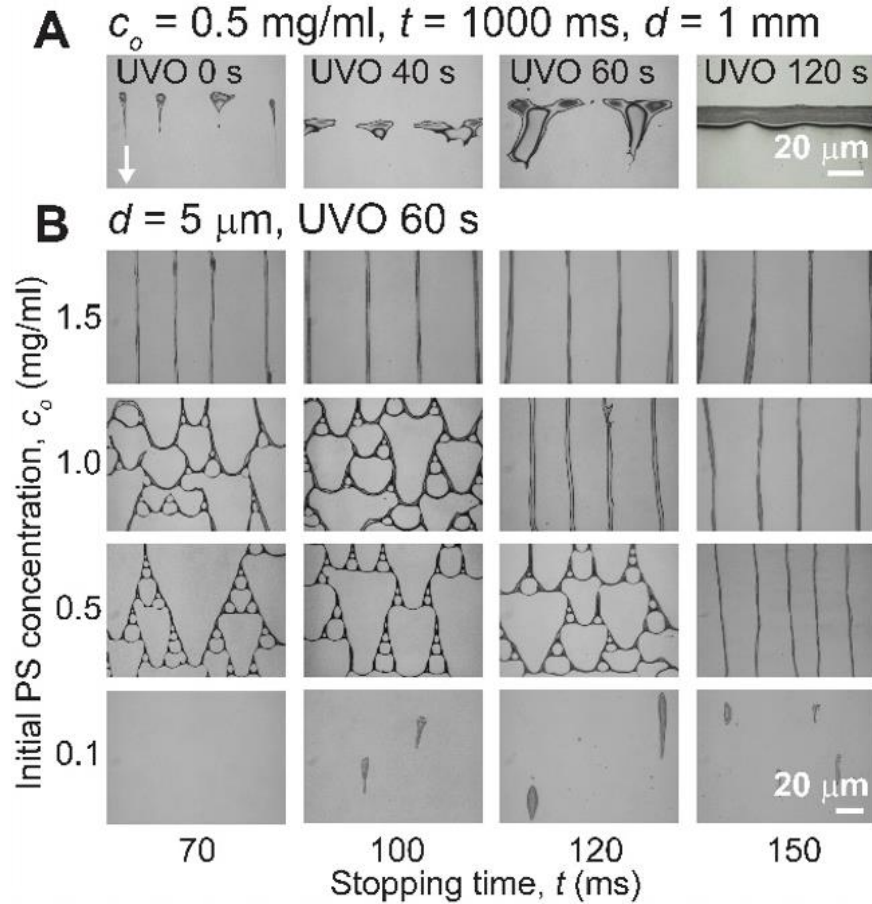 A c_o = 0.5 mg/ml, t = 1000 ms, d = 1 mm
UVO 0 s UVO 40 s UVO 60 s UVO 120 s
20 μm
B d = 5 μm, UVO 60 s
Initial PS concentration, c_o (mg/ml)
1.5
1.0
0.5
0.1
20 μm
70 100 120 150
Stopping time, t (ms)